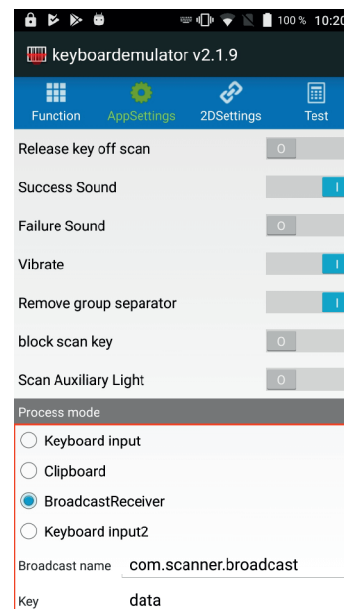 100 % 10:20
keyboardemulator v2.1.9
Function AppSettings 2DSettings Test
Release key off scan O
Success Sound I
Failure Sound O
Vibrate I
Remove group separator I
block scan key O
Scan Auxiliary Light O
Process mode
Keyboard input
Clipboard
BroadcastReceiver
Keyboard input2
Broadcast name com.scanner.broadcast
Key data